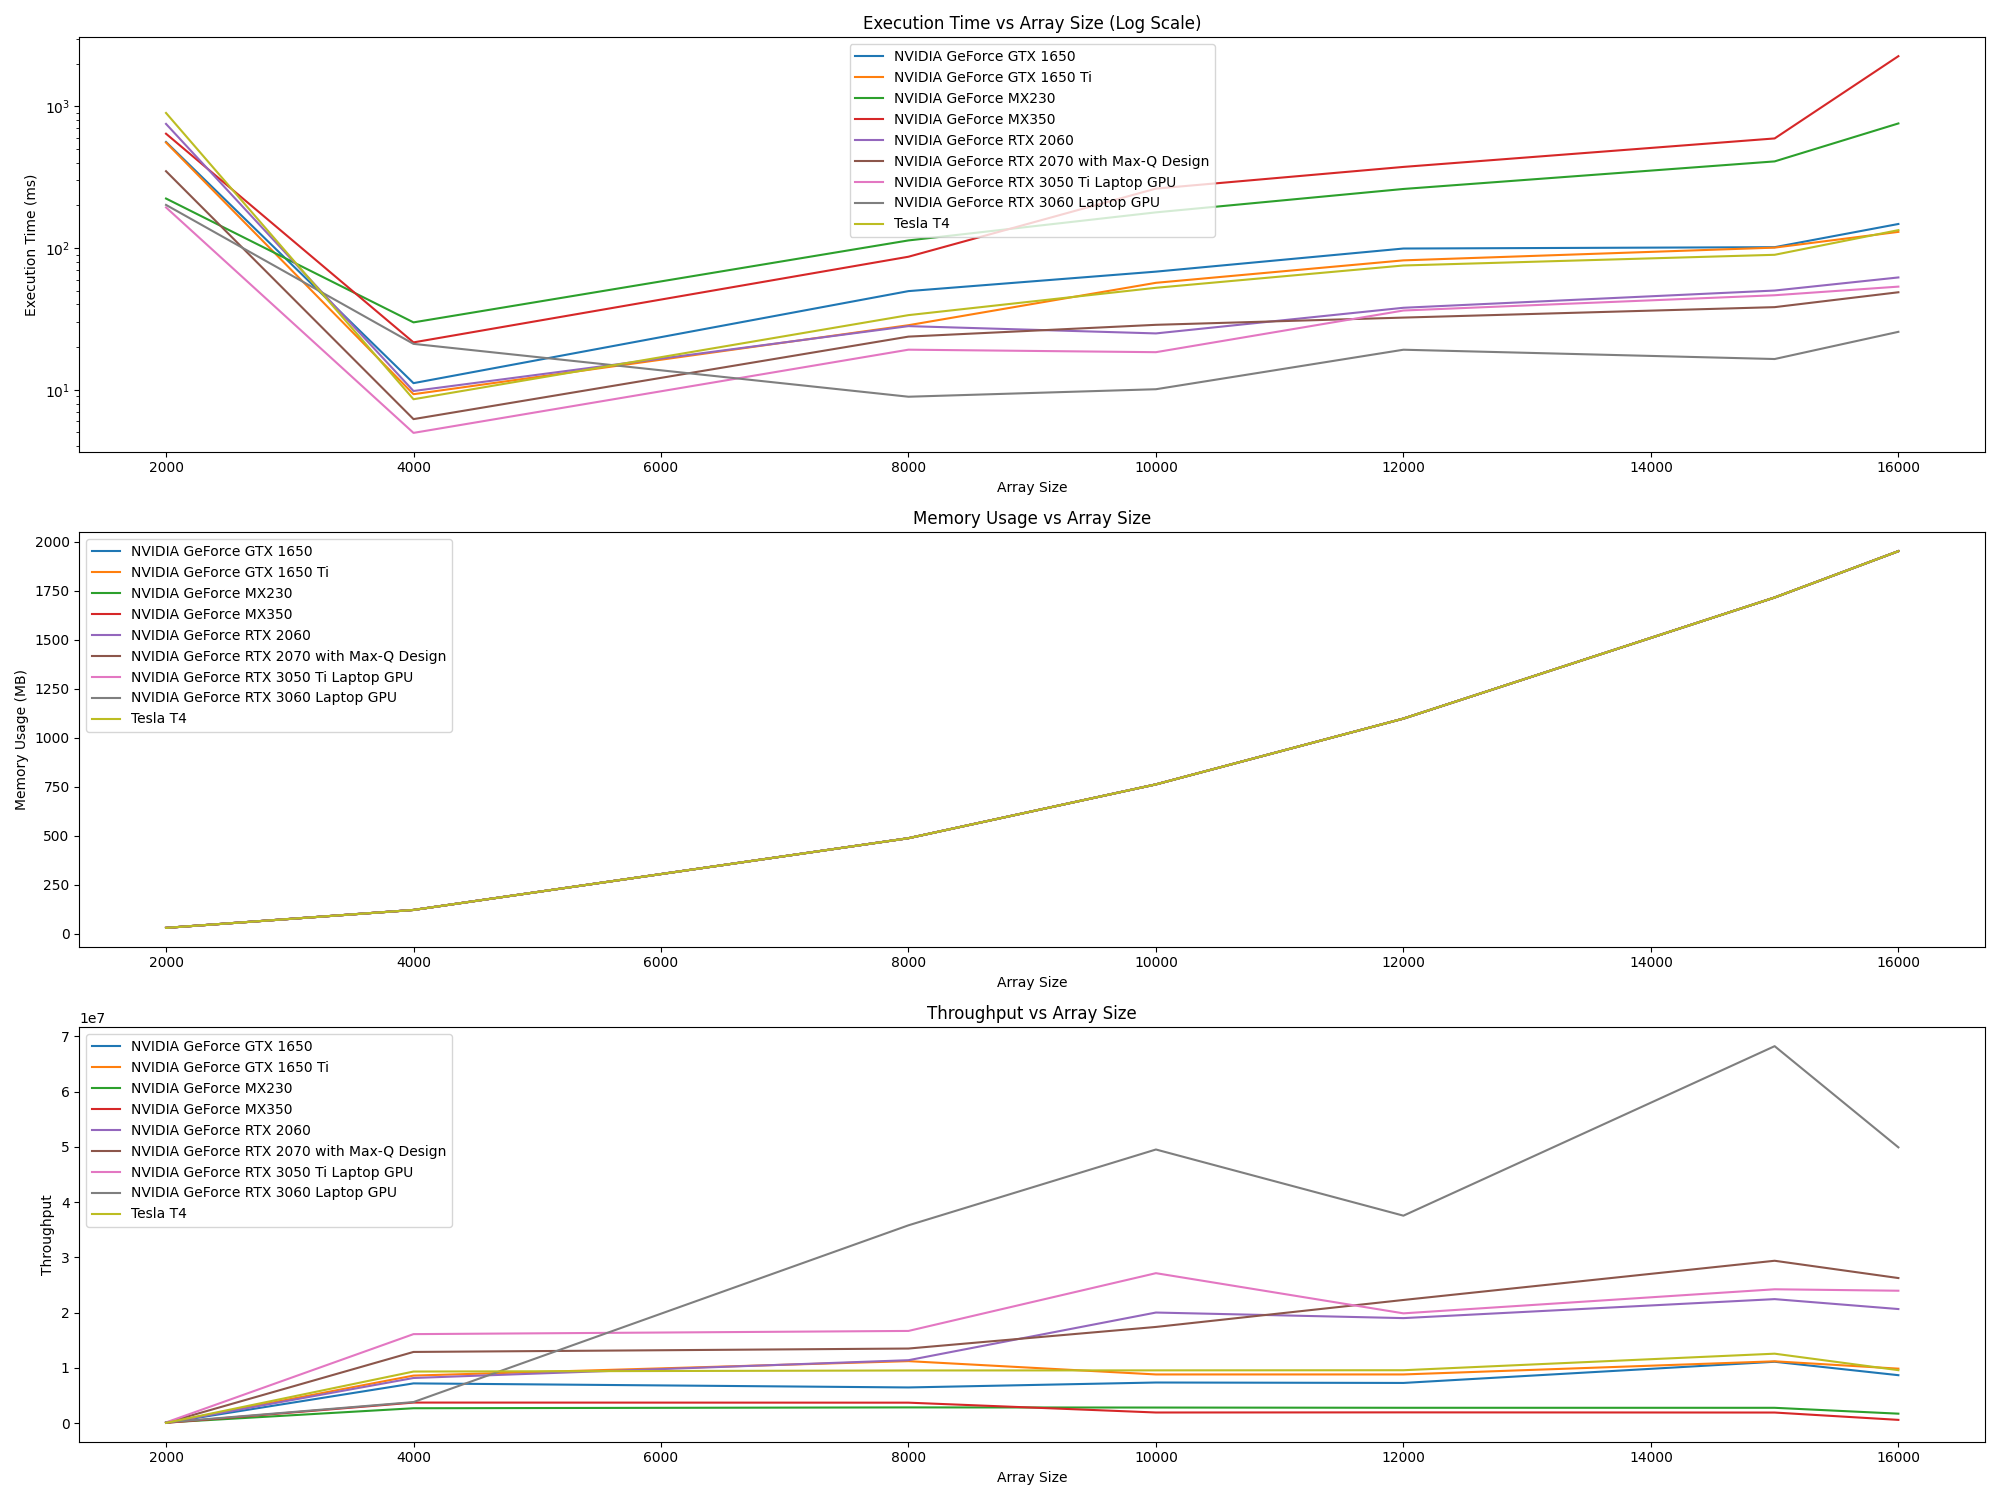 Execution Time vs Array Size (Log Scale)
NVIDIA GeForce GTX 1650
NVIDIA GeForce GTX 1650 Ti
NVIDIA GeForce MX230
NVIDIA GeForce MX350
NVIDIA GeForce RTX 2060
NVIDIA GeForce RTX 2070 with Max-Q Design
NVIDIA GeForce RTX 3050 Ti Laptop GPU
NVIDIA GeForce RTX 3060 Laptop GPU
Tesla T4
Execution Time (ms)
10³
10²
10¹
2000 4000 6000 8000 10000 12000 14000 16000
Array Size
Memory Usage vs Array Size
NVIDIA GeForce GTX 1650
NVIDIA GeForce GTX 1650 Ti
NVIDIA GeForce MX230
NVIDIA GeForce MX350
NVIDIA GeForce RTX 2060
NVIDIA GeForce RTX 2070 with Max-Q Design
NVIDIA GeForce RTX 3050 Ti Laptop GPU
NVIDIA GeForce RTX 3060 Laptop GPU
Tesla T4
Memory Usage (MB)
2000
1750
1500
1250
1000
750
500
250
0
2000 4000 6000 8000 10000 12000 14000 16000
Array Size
Throughput vs Array Size
1e7
NVIDIA GeForce GTX 1650
NVIDIA GeForce GTX 1650 Ti
NVIDIA GeForce MX230
NVIDIA GeForce MX350
NVIDIA GeForce RTX 2060
NVIDIA GeForce RTX 2070 with Max-Q Design
NVIDIA GeForce RTX 3050 Ti Laptop GPU
NVIDIA GeForce RTX 3060 Laptop GPU
Tesla T4
Throughput
7
6
5
4
3
2
1
0
2000 4000 6000 8000 10000 12000 14000 16000
Array Size